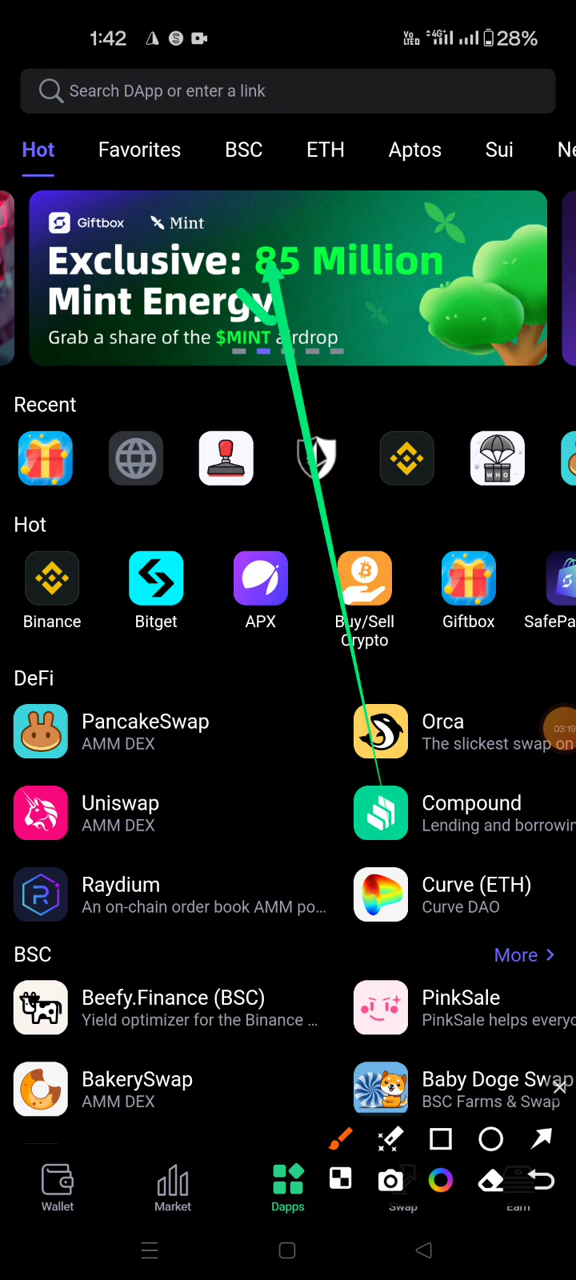 1:42
VoLTE 4G 28%
Search DApp or enter a link
Hot Favorites BSC ETH Aptos Sui
Giftbox Mint
Exclusive: 85 Million
Mint Energy
Grab a share of the $MINT airdrop
Recent
Hot
Binance Bitget APX Buy/Sell Crypto Giftbox SafePa
DeFi
PancakeSwap
AMM DEX
Orca
The slickest swap on
Uniswap
AMM DEX
Compound
Lending and borrowin
Raydium
An on-chain order book AMM po...
Curve (ETH)
Curve DAO
03:19
BSC More
Beefy.Finance (BSC)
Yield optimizer for the Binance ...
PinkSale
PinkSale helps everyo
BakerySwap
AMM DEX
Baby Doge Swap
BSC Farms & Swap
Wallet Market Dapps Swap Earn